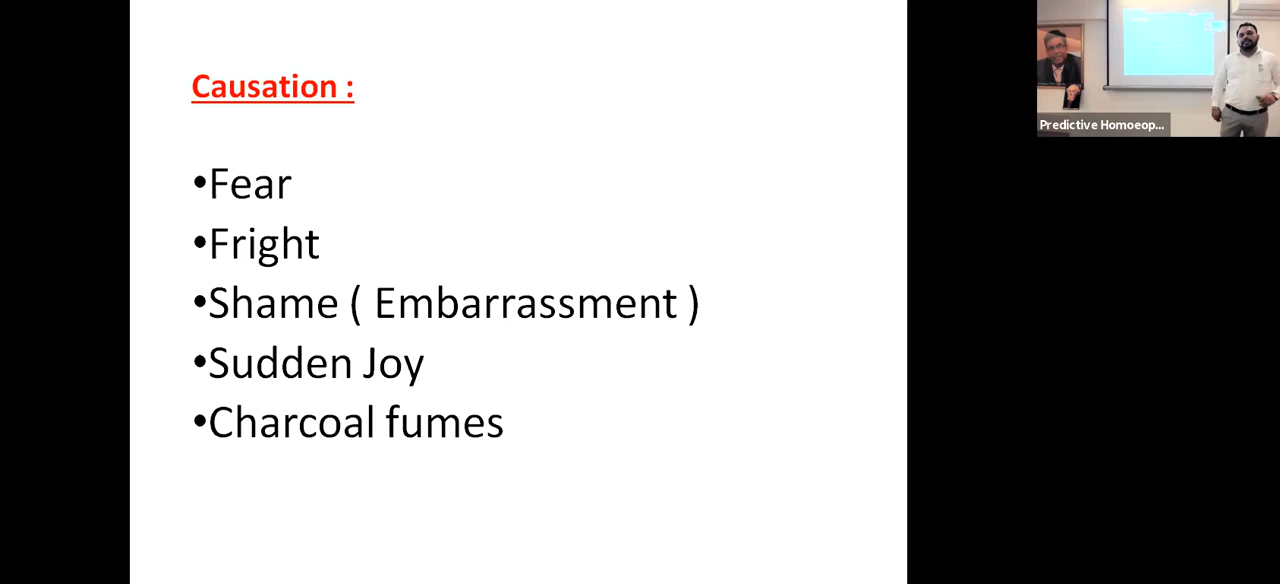 Causation :
•Fear
•Fright
•Shame ( Embarrassment )
•Sudden Joy
•Charcoal fumes
Predictive Homoeop...